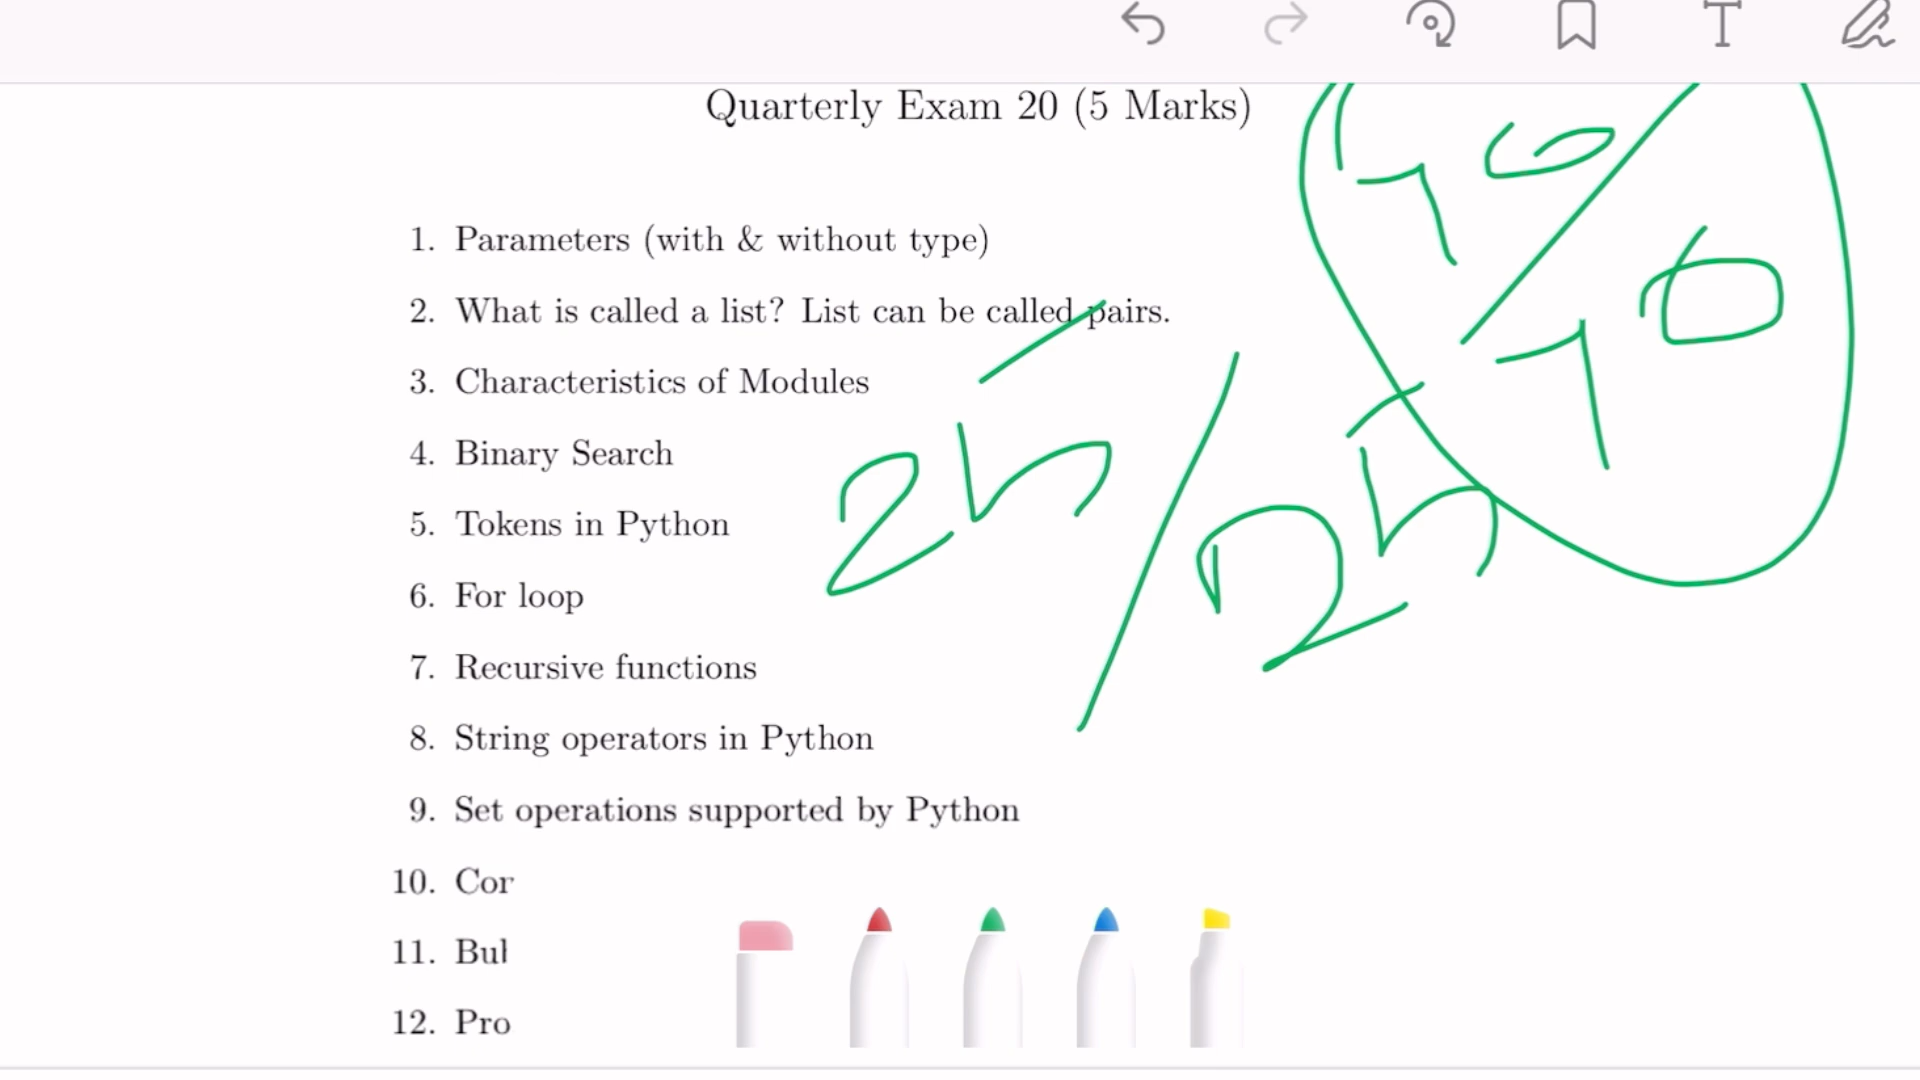 Quarterly Exam 20 (5 Marks)
1. Parameters (with & without type)
2. What is called a list? List can be called pairs.
3. Characteristics of Modules
4. Binary Search
5. Tokens in Python
6. For loop
7. Recursive functions
8. String operators in Python
9. Set operations supported by Python
10. Cor
11. Bul
12. Pro
25/25